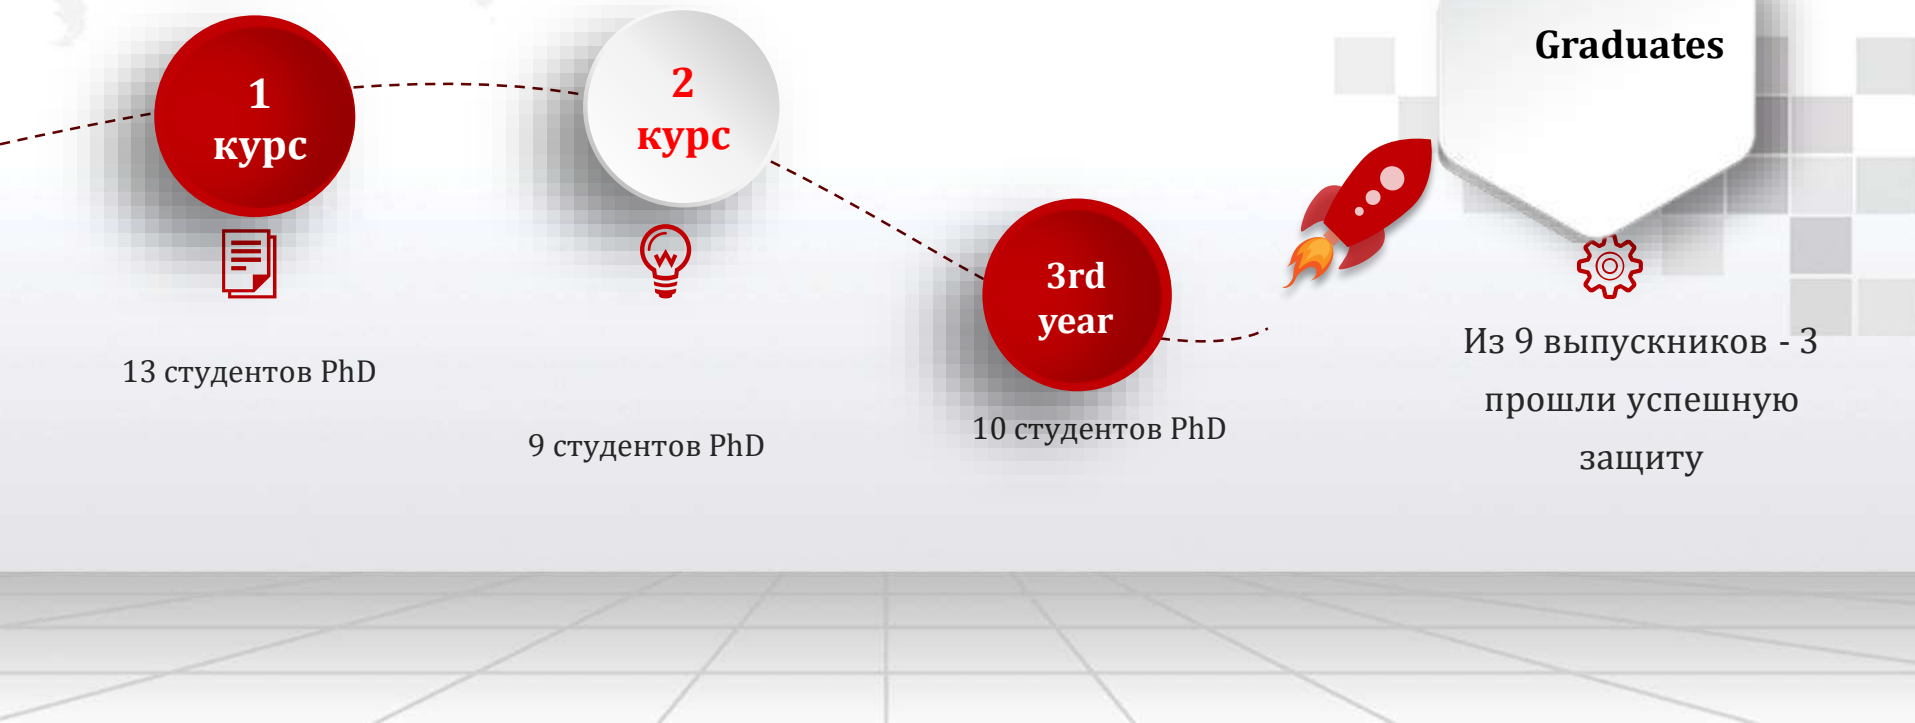 1
курс
13 студентов PhD
2
курс
9 студентов PhD
3rd
year
10 студентов PhD
Graduates
Из 9 выпускников - 3
прошли успешную
защиту